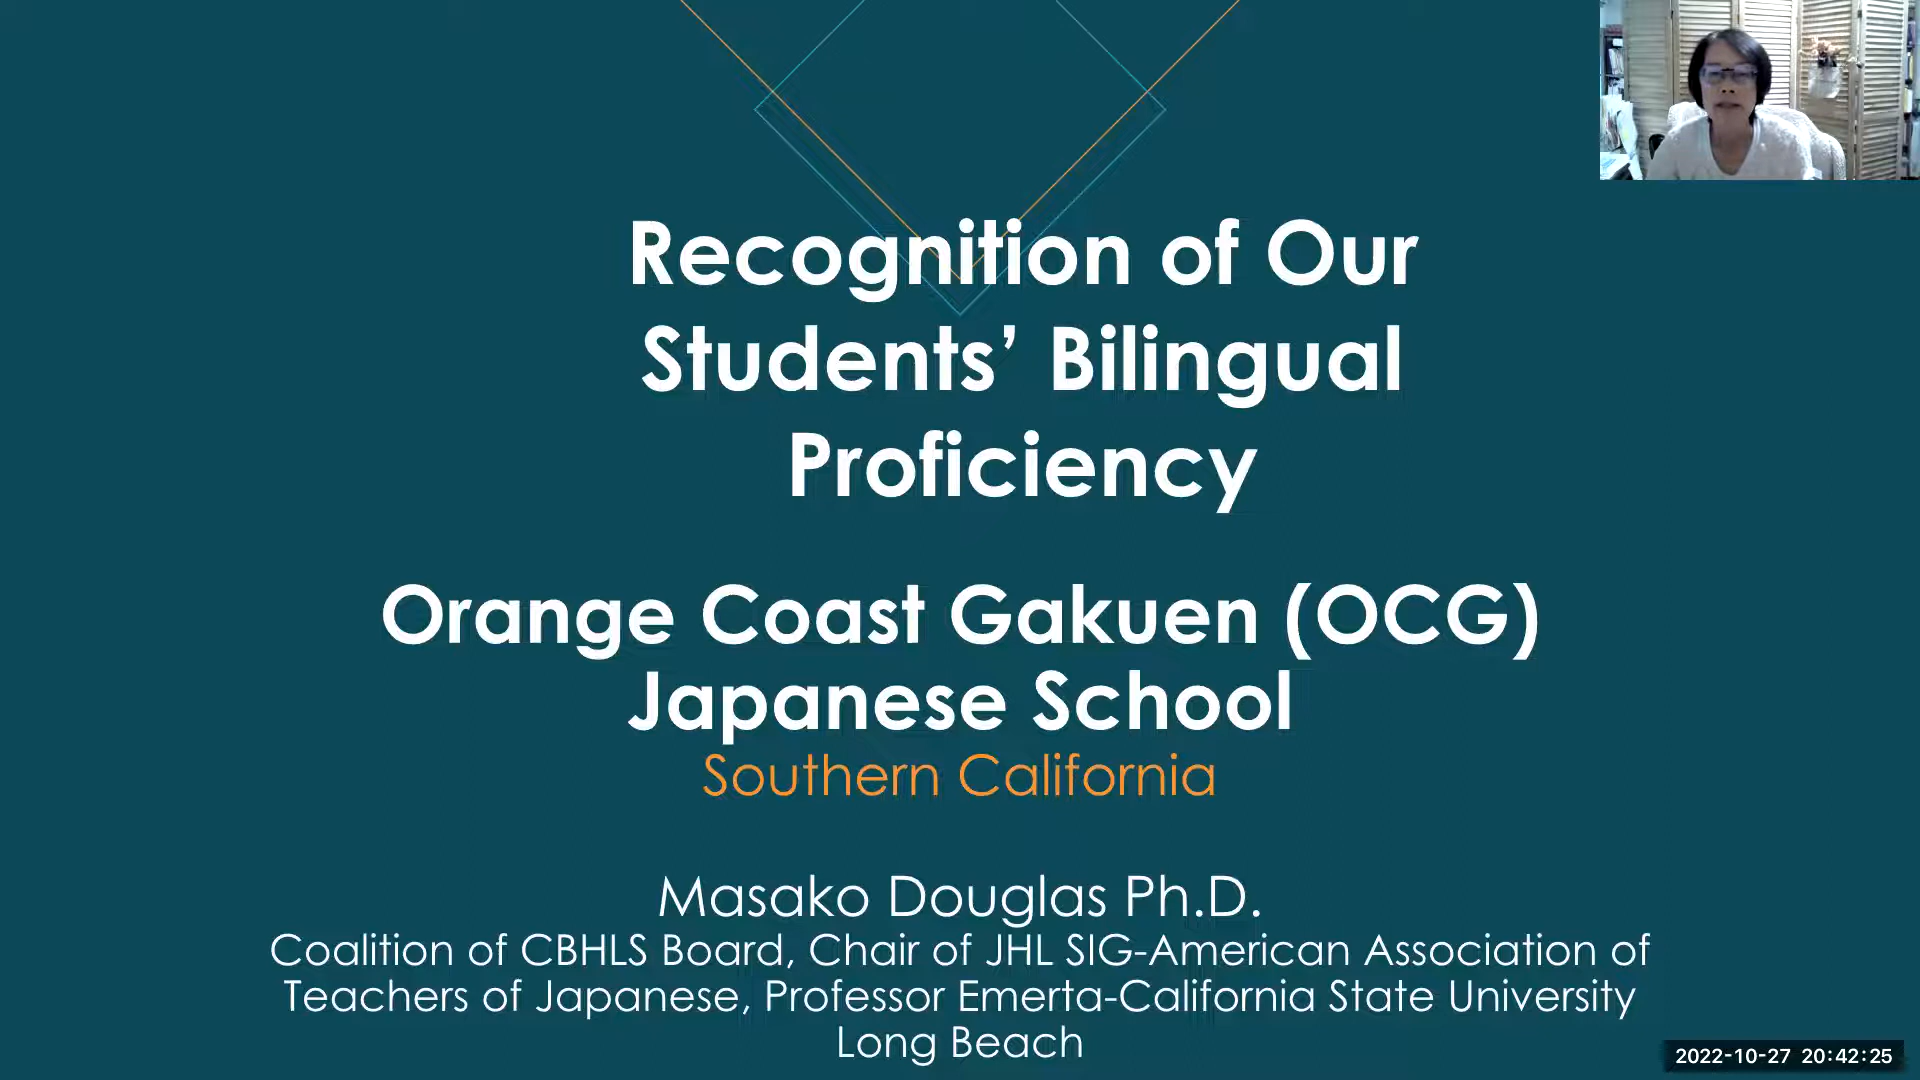 Recognition of Our
Students’ Bilingual
Proficiency
Orange Coast Gakuen (OCG)
Japanese School
Southern California
Masako Douglas Ph.D.
Coalition of CBHLS Board, Chair of JHL SIG-American Association of
Teachers of Japanese, Professor Emerta-California State University
Long Beach
2022-10-27 20:42:25